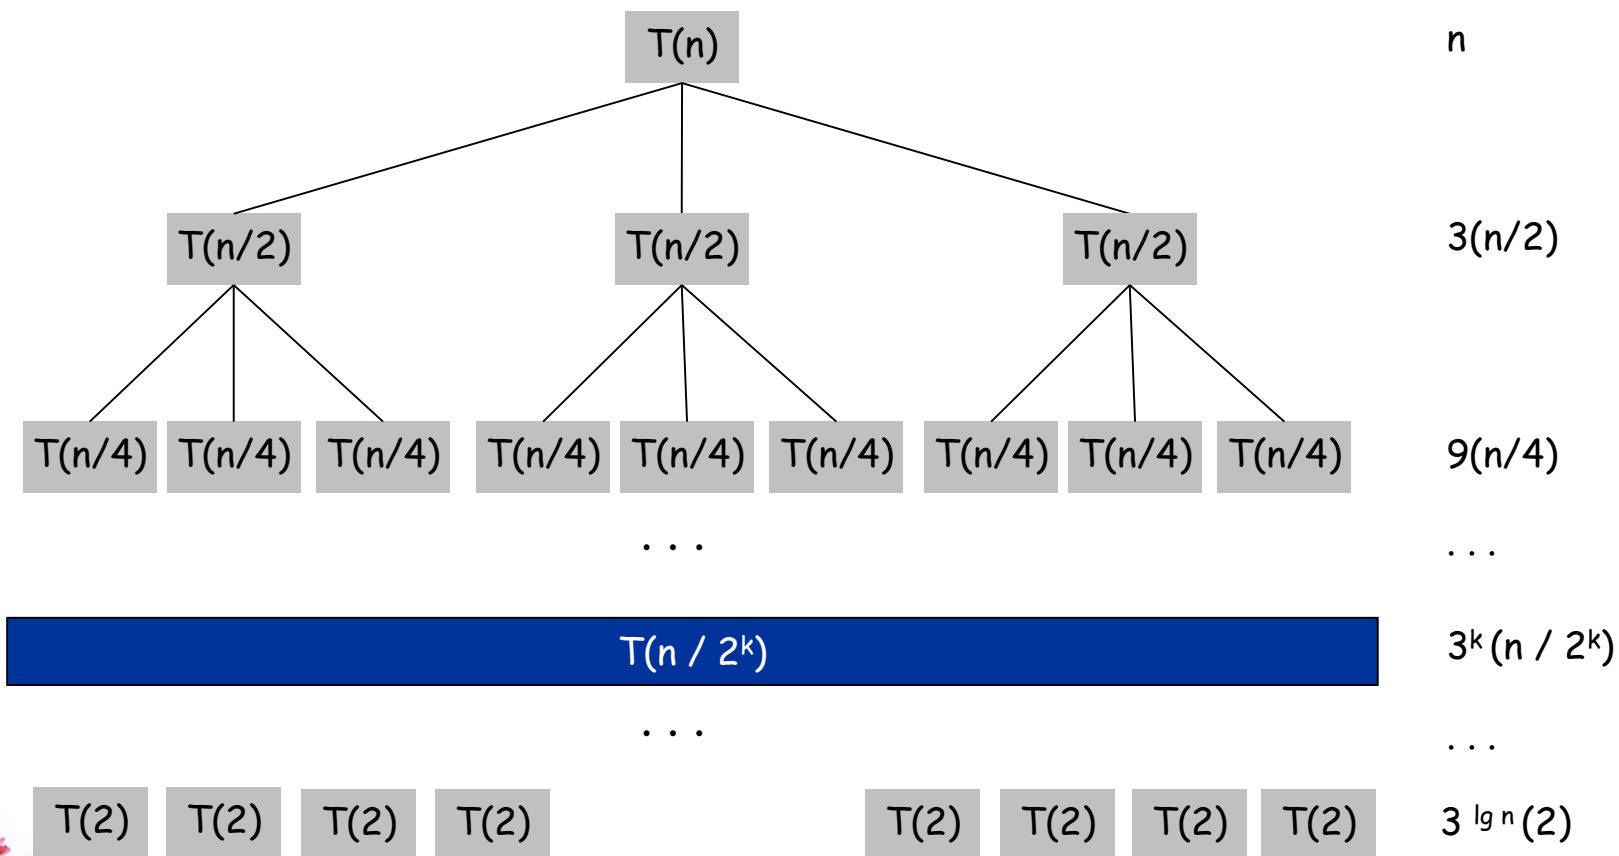 T(n) n
T(n/2) T(n/2) T(n/2) 3(n/2)
T(n/4) T(n/4) T(n/4) T(n/4) T(n/4) T(n/4) T(n/4) T(n/4) T(n/4) 9(n/4)
. . . . . .
T(n / 2ᵏ) 3ᵏ (n / 2ᵏ)
. . . . . .
T(2) T(2) T(2) T(2) T(2) T(2) T(2) T(2) 3 ˡᵍ ⁿ (2)